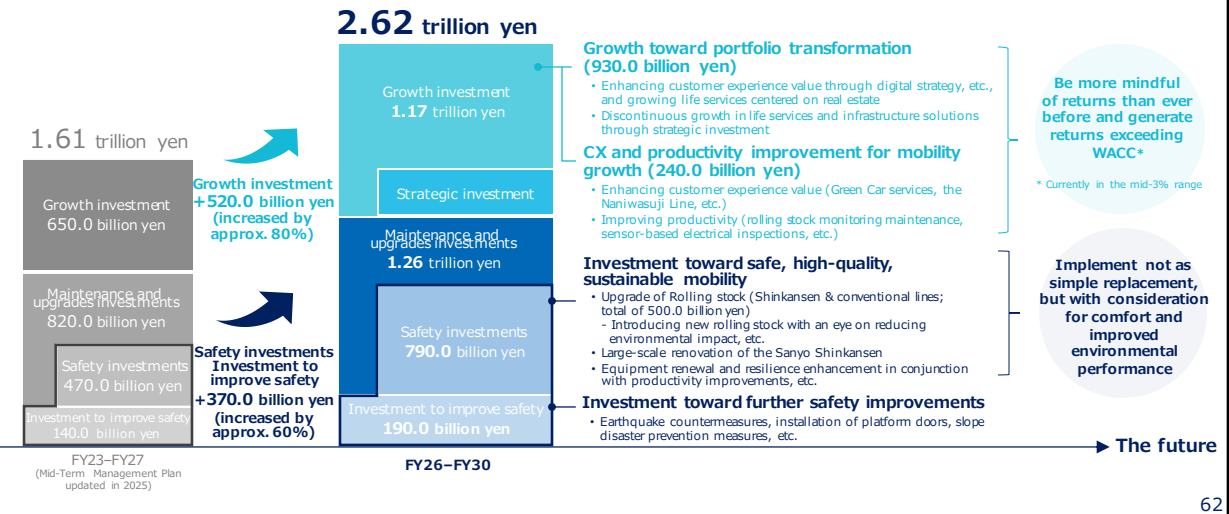 2.62 trillion yen
1.61 trillion yen
Growth investment
650.0 billion yen
Maintenance and
upgrades investments
820.0 billion yen
Safety investments
470.0 billion yen
Investment to improve safety
140.0 billion yen
FY23–FY27
(Mid-Term Management Plan
updated in 2025)
Growth investment
+520.0 billion yen
(increased by
approx. 80%)
Safety investments
Investment to
improve safety
+370.0 billion yen
(increased by
approx. 60%)
Growth investment
1.17 trillion yen
Strategic investment
Maintenance and
upgrades investments
1.26 trillion yen
Safety investments
790.0 billion yen
Investment to improve safety
190.0 billion yen
FY26–FY30
Growth toward portfolio transformation
(930.0 billion yen)
• Enhancing customer experience value through digital strategy, etc.,
and growing life services centered on real estate
• Discontinuous growth in life services and infrastructure solutions
through strategic investment
CX and productivity improvement for mobility
growth (240.0 billion yen)
• Enhancing customer experience value (Green Car services, the
Naniwasuji Line, etc.)
• Improving productivity (rolling stock monitoring maintenance,
sensor-based electrical inspections, etc.)
Investment toward safe, high-quality,
sustainable mobility
• Upgrade of Rolling stock (Shinkansen & conventional lines;
total of 500.0 billion yen)
- Introducing new rolling stock with an eye on reducing
environmental impact, etc.
• Large-scale renovation of the Sanyo Shinkansen
• Equipment renewal and resilience enhancement in conjunction
with productivity improvements, etc.
Investment toward further safety improvements
• Earthquake countermeasures, installation of platform doors, slope
disaster prevention measures, etc.
Be more mindful
of returns than ever
before and generate
returns exceeding
WACC*
* Currently in the mid-3% range
Implement not as
simple replacement,
but with consideration
for comfort and
improved
environmental
performance
The future
62